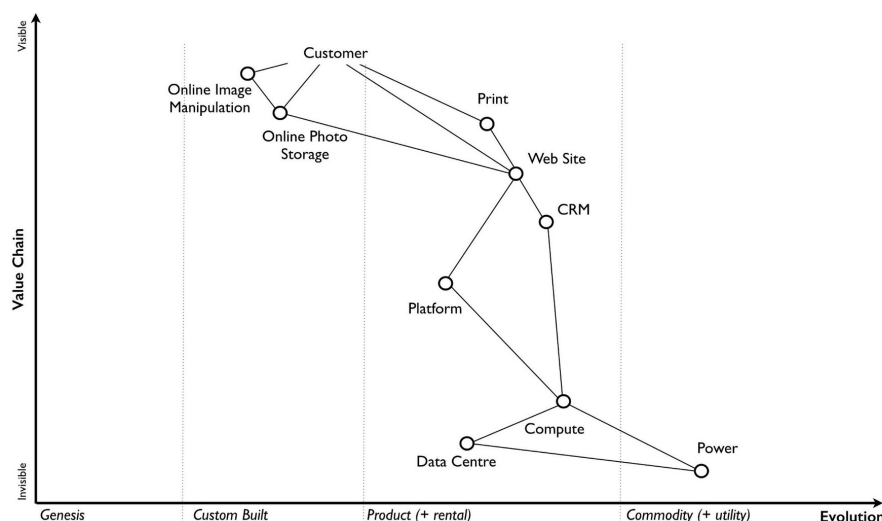 Visible
Customer
Online Image
Manipulation
Print
Online Photo
Storage
Web Site
CRM
Value Chain
Platform
Compute
Data Centre
Power
Invisible
Genesis
Custom Built
Product (+ rental)
Commodity (+ utility)
Evolution